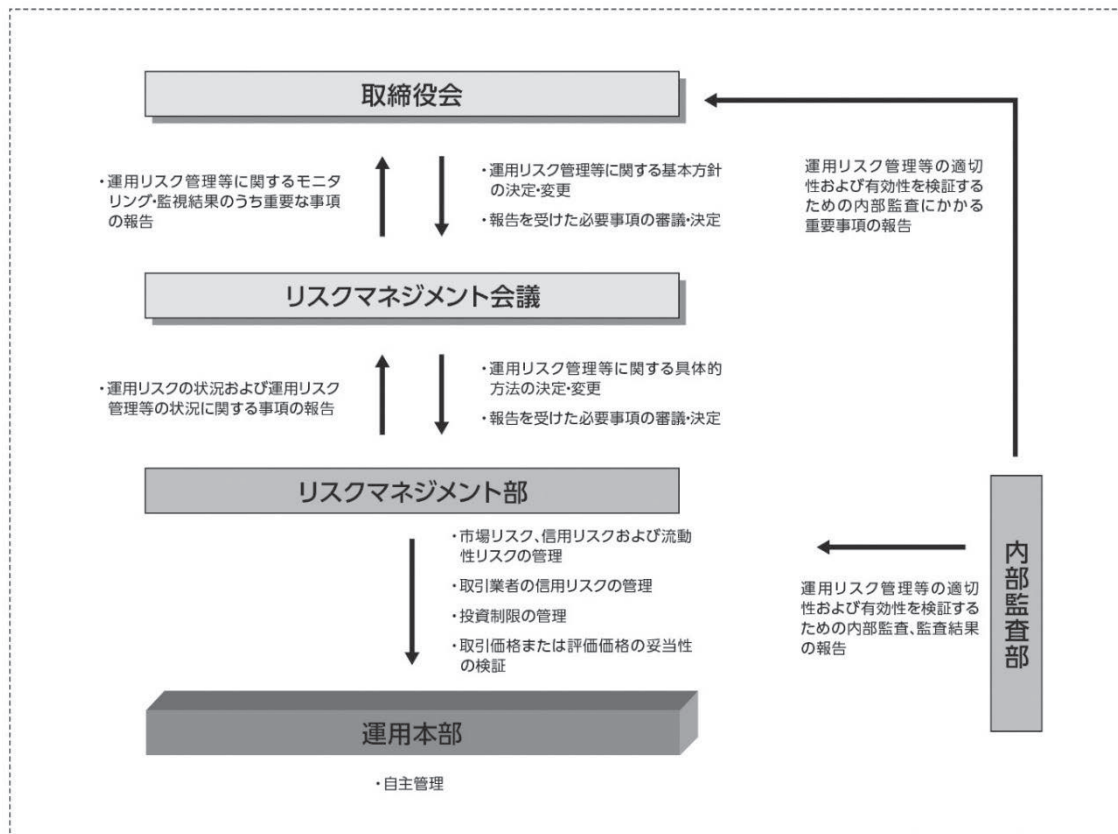 取締役会
・運用リスク管理等に関するモニ
タリング・監視結果のうち重要な事項
の報告
・運用リスク管理等に関する基本方針
の決定・変更
・報告を受けた必要事項の審議・決定
運用リスク管理等の適切
性および有効性を検証する
ための内部監査にかかる
重要事項の報告
リスクマネジメント会議
・運用リスクの状況および運用リスク
管理等の状況に関する事項の報告
・運用リスク管理等に関する具体的
方法の決定・変更
・報告を受けた必要事項の審議・決定
リスクマネジメント部
・市場リスク、信用リスクおよび流動
性リスクの管理
・取引業者の信用リスクの管理
・投資制限の管理
・取引価格または評価価格の妥当性
の検証
運用リスク管理等の適切
性および有効性を検証する
ための内部監査、監査結果
の報告
内部監査部
運用本部
・自主管理